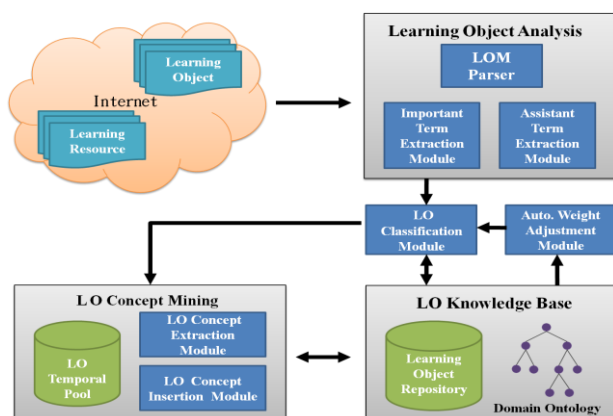 Learning
Object
Internet
Learning
Resource
Learning Object Analysis
LOM
Parser
Important
Term
Extraction
Module
Assistant
Term
Extraction
Module
LO
Classification
Module
Auto. Weight
Adjustment
Module
LO Concept Mining
LO
Temporal
Pool
LO Concept
Extraction
Module
LO Concept
Insertion Module
LO Knowledge Base
Learning
Object
Repository
Domain Ontology